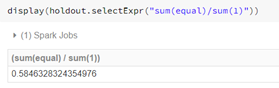 display(holdout.selectExpr("sum(equal)/sum(1)"))
(1) Spark Jobs
(sum(equal) / sum(1))
0.5846328324354976